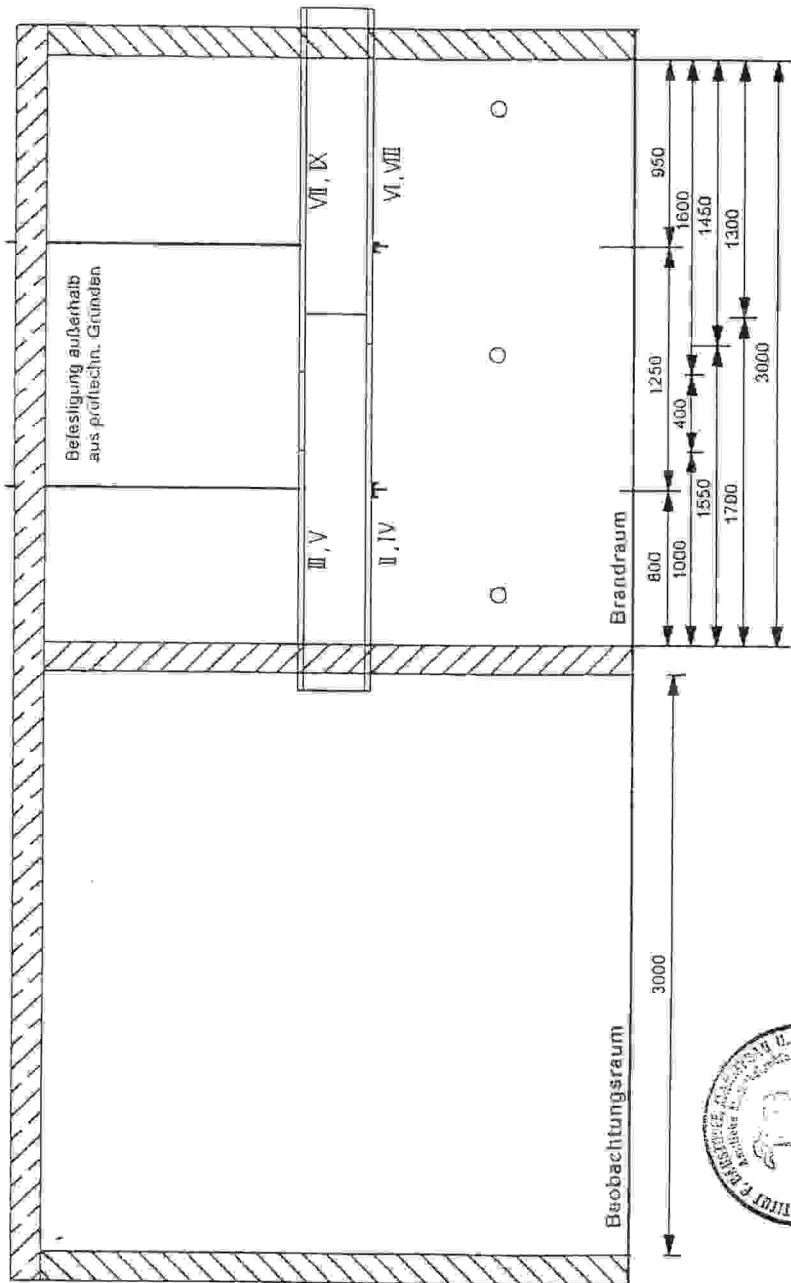 Befestigung außerhalb
aus prüftechn. Gründen
VII, IX
VI, VIII
III, V
II, IV
Brandraum
Beobachtungsraum
950
1250
800
1600
400
1000
1450
1550
1300
1700
3000
3000